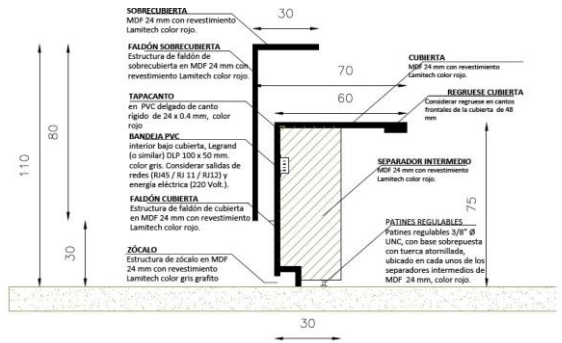 SOBRECUBIERTA
MDF 24 mm con revestimiento
Lamitech color rojo.
FALDÓN SOBRECUBIERTA
Estructura de faldón de
sobrecubierta en MDF 24 mm con
revestimiento Lamitech color rojo.
TAPACANTO
en PVC delgado de canto
rígido de 24 x 0.4 mm, color
rojo
BANDEJA PVC
interior bajo cubierta, Legrand
(o similar) DLP 100 x 50 mm.
color gris. Considerar salidas de
redes (RJ45 / RJ 11 / RJ12) y
energía eléctrica (220 Volt.).
FALDÓN CUBIERTA
Estructura de faldón de cubierta
en MDF 24 mm con revestimiento
Lamitech color rojo.
ZÓCALO
Estructura de zócalo en MDF
24 mm con revestimiento
Lamitech color gris grafito
CUBIERTA
MDF 24 mm con revestimiento
Lamitech color rojo.
REGRUESE CUBIERTA
Considerar regruese en cantos
frontales de la cubierta de 48
mm
SEPARADOR INTERMEDIO
MDF 24 mm con revestimiento
Lamitech color rojo.
PATINES REGULABLES
Patines regulables 3/8" Ø
UNC, con base sobrepuesta
con tuerca atornillada,
ubicado en cada unos de los
separadores intermedios de
MDF 24 mm, color rojo.
30
70
60
110
80
30
75
30